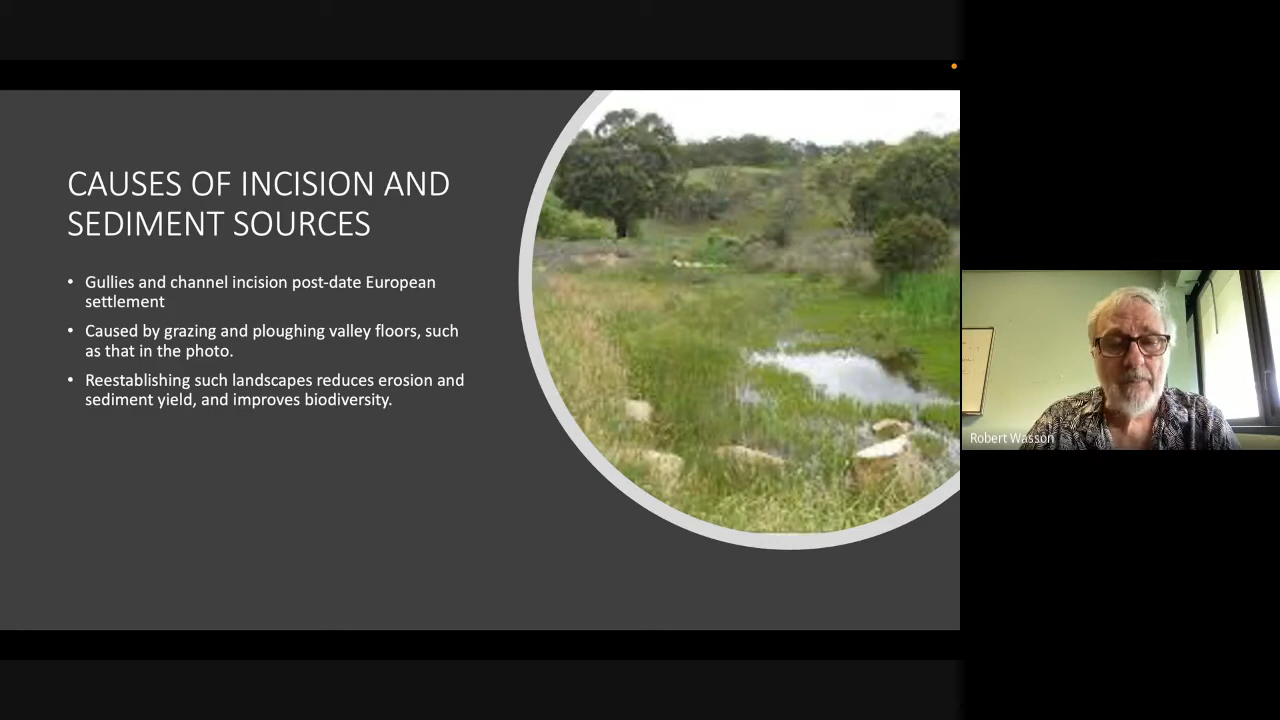 CAUSES OF INCISION AND
SEDIMENT SOURCES
• Gullies and channel incision post-date European
settlement
• Caused by grazing and ploughing valley floors, such
as that in the photo.
• Reestablishing such landscapes reduces erosion and
sediment yield, and improves biodiversity.
Robert Wasson